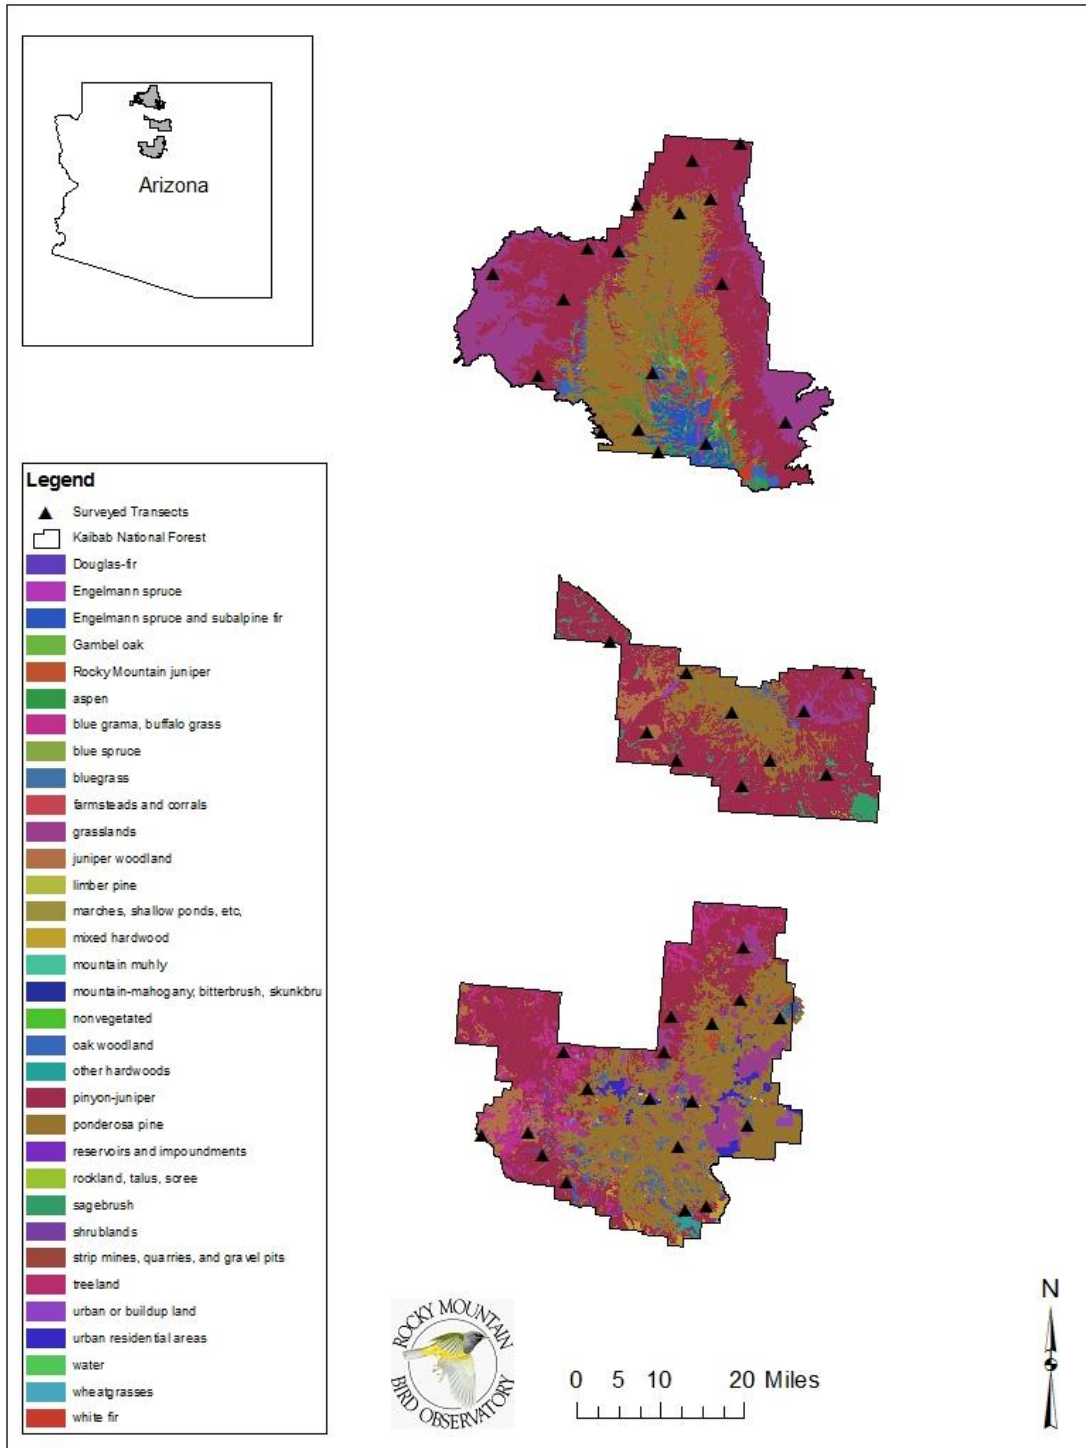 Arizona
Legend
Surveyed Transects
Kaibab National Forest
Douglas-fir
Engelmann spruce
Engelmann spruce and subalpine fir
Gambel oak
Rocky Mountain juniper
aspen
blue grama, buffalo grass
blue spruce
bluegrass
farmsteads and corrals
grasslands
juniper woodland
limber pine
marches, shallow ponds, etc,
mixed hardwood
mountain muhly
mountain-mahogany, bitterbrush, skunkbru
nonvegetated
oak woodland
other hardwoods
pinyon-juniper
ponderosa pine
reservoirs and impoundments
rockland, talus, scree
sagebrush
shrublands
strip mines, quarries, and gravel pits
treeland
urban or buildup land
urban residential areas
water
wheatgrasses
white fir
ROCKY MOUNTAIN
BIRD OBSERVATORY
0 5 10 20 Miles
N